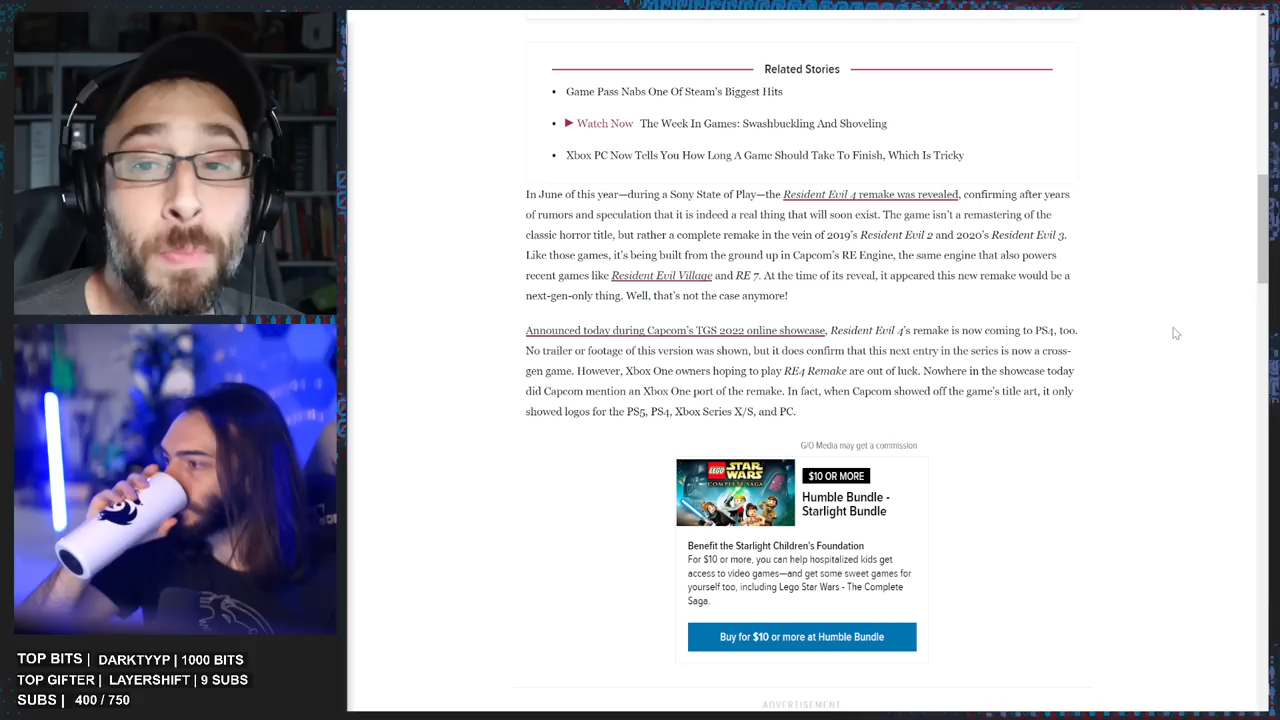 Related Stories
• Game Pass Nabs One Of Steam's Biggest Hits
• ▶ Watch Now The Week In Games: Swashbuckling And Shoveling
• Xbox PC Now Tells You How Long A Game Should Take To Finish, Which Is Tricky
In June of this year—during a Sony State of Play—the Resident Evil 4 remake was revealed, confirming after years
of rumors and speculation that it is indeed a real thing that will soon exist. The game isn't a remastering of the
classic horror title, but rather a complete remake in the vein of 2019's Resident Evil 2 and 2020's Resident Evil 3.
Like those games, it's being built from the ground up in Capcom's RE Engine, the same engine that also powers
recent games like Resident Evil Village and RE 7. At the time of its reveal, it appeared this new remake would be a
next-gen-only thing. Well, that's not the case anymore!
Announced today during Capcom's TGS 2022 online showcase, Resident Evil 4's remake is now coming to PS4, too.
No trailer or footage of this version was shown, but it does confirm that this next entry in the series is now a cross-
gen game. However, Xbox One owners hoping to play RE4 Remake are out of luck. Nowhere in the showcase today
did Capcom mention an Xbox One port of the remake. In fact, when Capcom showed off the game's title art, it only
showed logos for the PS5, PS4, Xbox Series X/S, and PC.
G/O Media may get a commission
LEGO STAR WARS
COMPLETE SAGA
$10 OR MORE
Humble Bundle -
Starlight Bundle
Benefit the Starlight Children's Foundation
For $10 or more, you can help hospitalized kids get
access to video games—and get some sweet games for
yourself too, including Lego Star Wars - The Complete
Saga.
Buy for $10 or more at Humble Bundle
ADVERTISEMENT
TOP BITS | DARKTYYP | 1000 BITS
TOP GIFTER | LAYERSHIFT | 9 SUBS
SUBS | 400 / 750